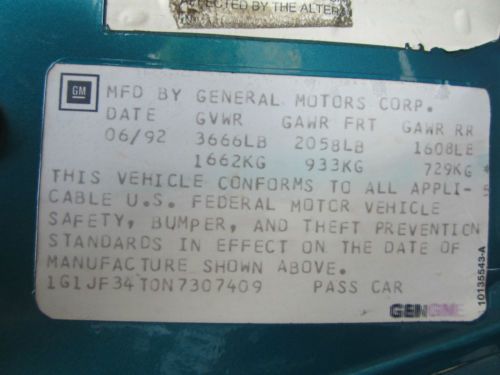 LECTED BY THE ALTER
GM
MFD BY GENERAL MOTORS CORP.
DATE GVWR GAWR FRT GAWR RR
06/92 3666LB 2058LB 1608LB
1662KG 933KG 729KG
THIS VEHICLE CONFORMS TO ALL APPLI-
CABLE U.S. FEDERAL MOTOR VEHICLE
SAFETY, BUMPER, AND THEFT PREVENTION
STANDARDS IN EFFECT ON THE DATE OF
MANUFACTURE SHOWN ABOVE.
1G1JF34T0N7307409 PASS CAR
10135543-A